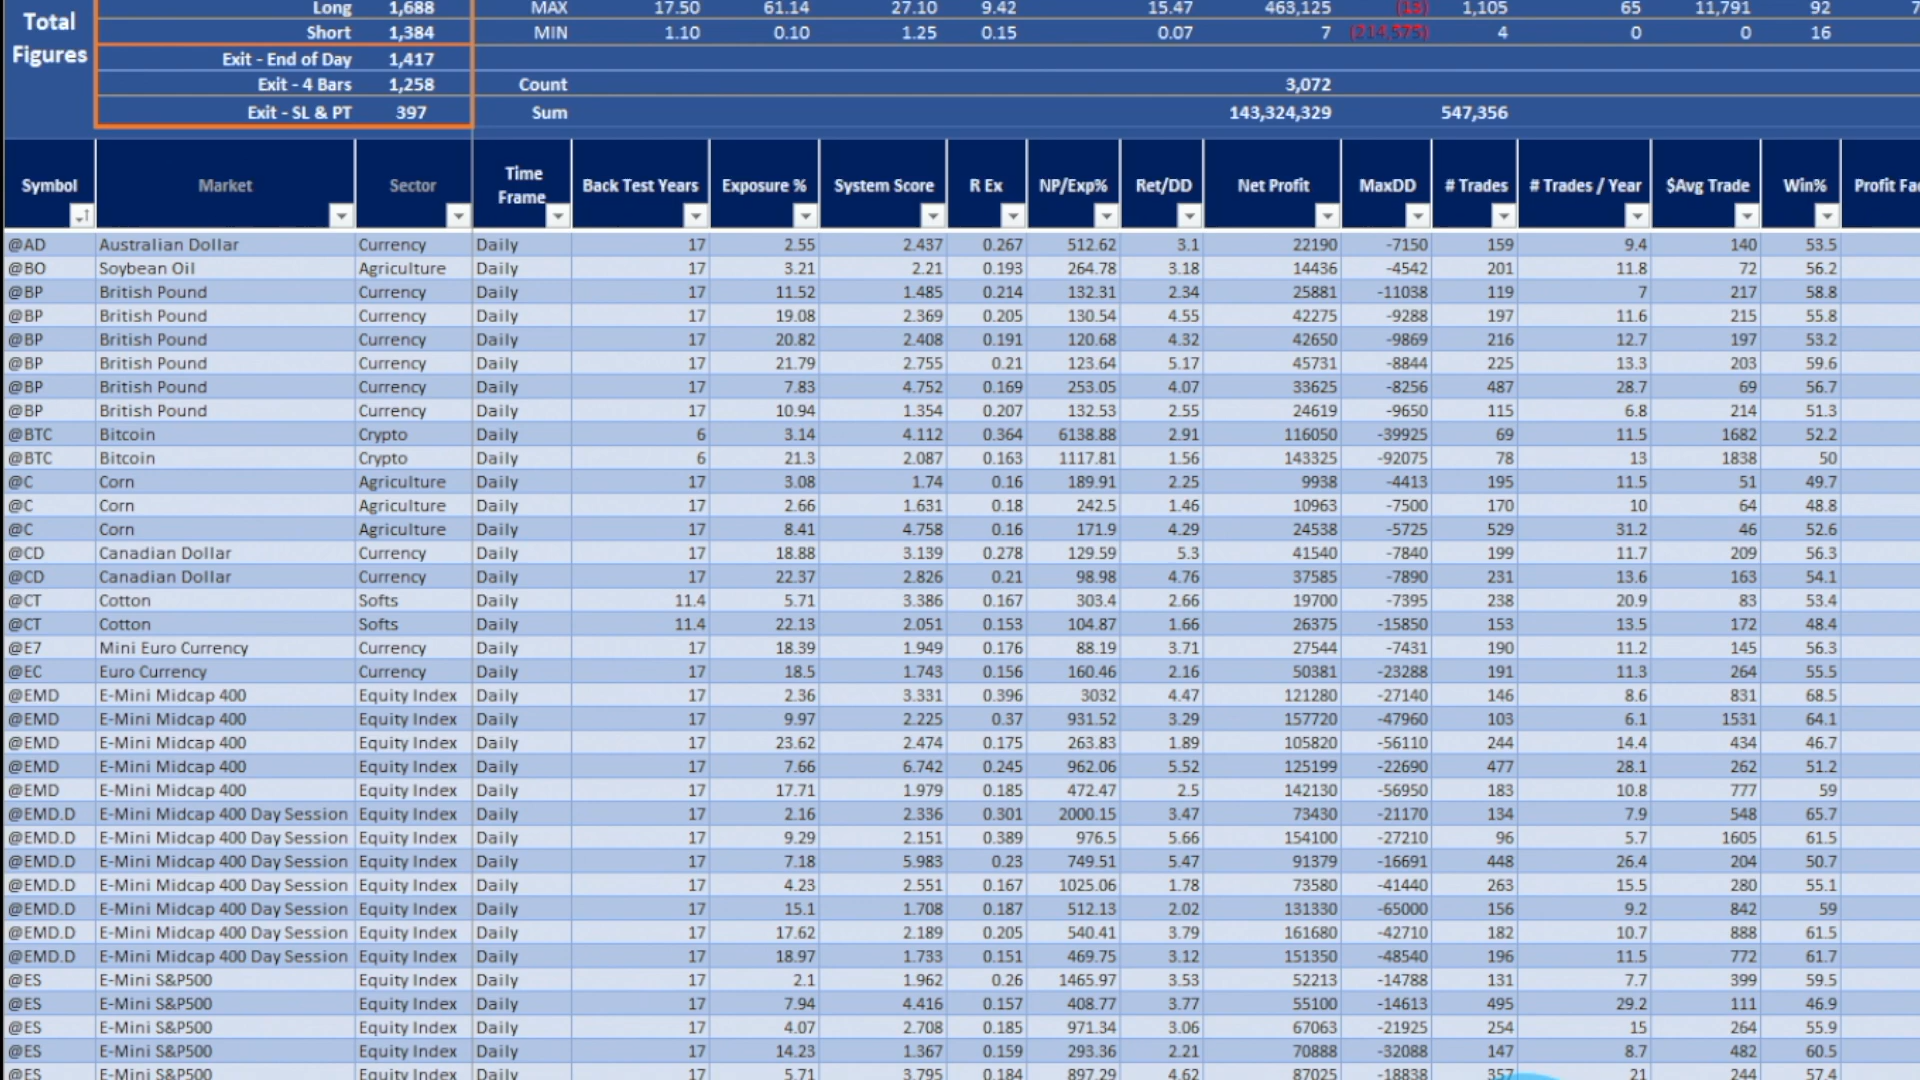 Total Figures
Long 1,688 MAX 17.50 61.14 27.10 9.42 15.47 463,125 (13) 1,105 65 11,791 92
Short 1,384 MIN 1.10 0.10 1.25 0.15 0.07 7 (214,575) 4 0 0 16
Exit - End of Day 1,417
Exit - 4 Bars 1,258 Count 3,072
Exit - SL & PT 397 Sum 143,324,329 547,356
Symbol Market Sector Time Frame Back Test Years Exposure % System Score R Ex NP/Exp% Ret/DD Net Profit MaxDD # Trades # Trades / Year $Avg Trade Win% Profit Fac
@AD Australian Dollar Currency Daily 17 2.55 2.437 0.267 512.62 3.1 22190 -7150 159 9.4 140 53.5
@BO Soybean Oil Agriculture Daily 17 3.21 2.21 0.193 264.78 3.18 14436 -4542 201 11.8 72 56.2
@BP British Pound Currency Daily 17 11.52 1.485 0.214 132.31 2.34 25881 -11038 119 7 217 58.8
@BP British Pound Currency Daily 17 19.08 2.369 0.205 130.54 4.55 42275 -9288 197 11.6 215 55.8
@BP British Pound Currency Daily 17 20.82 2.408 0.191 120.68 4.32 42650 -9869 216 12.7 197 53.2
@BP British Pound Currency Daily 17 21.79 2.755 0.21 123.64 5.17 45731 -8844 225 13.3 203 59.6
@BP British Pound Currency Daily 17 7.83 4.752 0.169 253.05 4.07 33625 -8256 487 28.7 69 56.7
@BP British Pound Currency Daily 17 10.94 1.354 0.207 132.53 2.55 24619 -9650 115 6.8 214 51.3
@BTC Bitcoin Crypto Daily 6 3.14 4.112 0.364 6138.88 2.91 116050 -39925 69 11.5 1682 52.2
@BTC Bitcoin Crypto Daily 6 21.3 2.087 0.163 1117.81 1.56 143325 -92075 78 13 1838 50
@C Corn Agriculture Daily 17 3.08 1.74 0.16 189.91 2.25 9938 -4413 195 11.5 51 49.7
@C Corn Agriculture Daily 17 2.66 1.631 0.18 242.5 1.46 10963 -7500 170 10 64 48.8
@C Corn Agriculture Daily 17 8.41 4.758 0.16 171.9 4.29 24538 -5725 529 31.2 46 52.6
@CD Canadian Dollar Currency Daily 17 18.88 3.139 0.278 129.59 5.3 41540 -7840 199 11.7 209 56.3
@CD Canadian Dollar Currency Daily 17 22.37 2.826 0.21 98.98 4.76 37585 -7890 231 13.6 163 54.1
@CT Cotton Softs Daily 11.4 5.71 3.386 0.167 303.4 2.66 19700 -7395 238 20.9 83 53.4
@CT Cotton Softs Daily 11.4 22.13 2.051 0.153 104.87 1.66 26375 -15850 153 13.5 172 48.4
@E7 Mini Euro Currency Currency Daily 17 18.39 1.949 0.176 88.19 3.71 27544 -7431 190 11.2 145 56.3
@EC Euro Currency Currency Daily 17 18.5 1.743 0.156 160.46 2.16 50381 -23288 191 11.3 264 55.5
@EMD E-Mini Midcap 400 Equity Index Daily 17 2.36 3.331 0.396 3032 4.47 121280 -27140 146 8.6 831 68.5
@EMD E-Mini Midcap 400 Equity Index Daily 17 9.97 2.225 0.37 931.52 3.29 157720 -47960 103 6.1 1531 64.1
@EMD E-Mini Midcap 400 Equity Index Daily 17 23.62 2.474 0.175 263.83 1.89 105820 -56110 244 14.4 434 46.7
@EMD E-Mini Midcap 400 Equity Index Daily 17 7.66 6.742 0.245 962.06 5.52 125199 -22690 477 28.1 262 51.2
@EMD E-Mini Midcap 400 Equity Index Daily 17 17.71 1.979 0.185 472.47 2.5 142130 -56950 183 10.8 777 59
@EMD.D E-Mini Midcap 400 Day Session Equity Index Daily 17 2.16 2.336 0.301 2000.15 3.47 73430 -21170 134 7.9 548 65.7
@EMD.D E-Mini Midcap 400 Day Session Equity Index Daily 17 9.29 2.151 0.389 976.5 5.66 154100 -27210 96 5.7 1605 61.5
@EMD.D E-Mini Midcap 400 Day Session Equity Index Daily 17 7.18 5.983 0.23 749.51 5.47 91379 -16691 448 26.4 204 50.7
@EMD.D E-Mini Midcap 400 Day Session Equity Index Daily 17 4.23 2.551 0.167 1025.06 1.78 73580 -41440 263 15.5 280 55.1
@EMD.D E-Mini Midcap 400 Day Session Equity Index Daily 17 15.1 1.708 0.187 512.13 2.02 131330 -65000 156 9.2 842 59
@EMD.D E-Mini Midcap 400 Day Session Equity Index Daily 17 17.62 2.189 0.205 540.41 3.79 161680 -42710 182 10.7 888 61.5
@EMD.D E-Mini Midcap 400 Day Session Equity Index Daily 17 18.97 1.733 0.151 469.75 3.12 151350 -48540 196 11.5 772 61.7
@ES E-Mini S&P500 Equity Index Daily 17 2.1 1.962 0.26 1465.97 3.53 52213 -14788 131 7.7 399 59.5
@ES E-Mini S&P500 Equity Index Daily 17 7.94 4.416 0.157 408.77 3.77 55100 -14613 495 29.2 111 46.9
@ES E-Mini S&P500 Equity Index Daily 17 4.07 2.708 0.185 971.34 3.06 67063 -21925 254 15 264 55.9
@ES E-Mini S&P500 Equity Index Daily 17 14.23 1.367 0.159 293.36 2.21 70888 -32088 147 8.7 482 60.5
@ES E-Mini S&P500 Equity Index Daily 17 5.71 3.795 0.184 897.29 4.62 87025 -18838 357 21 244 57.4